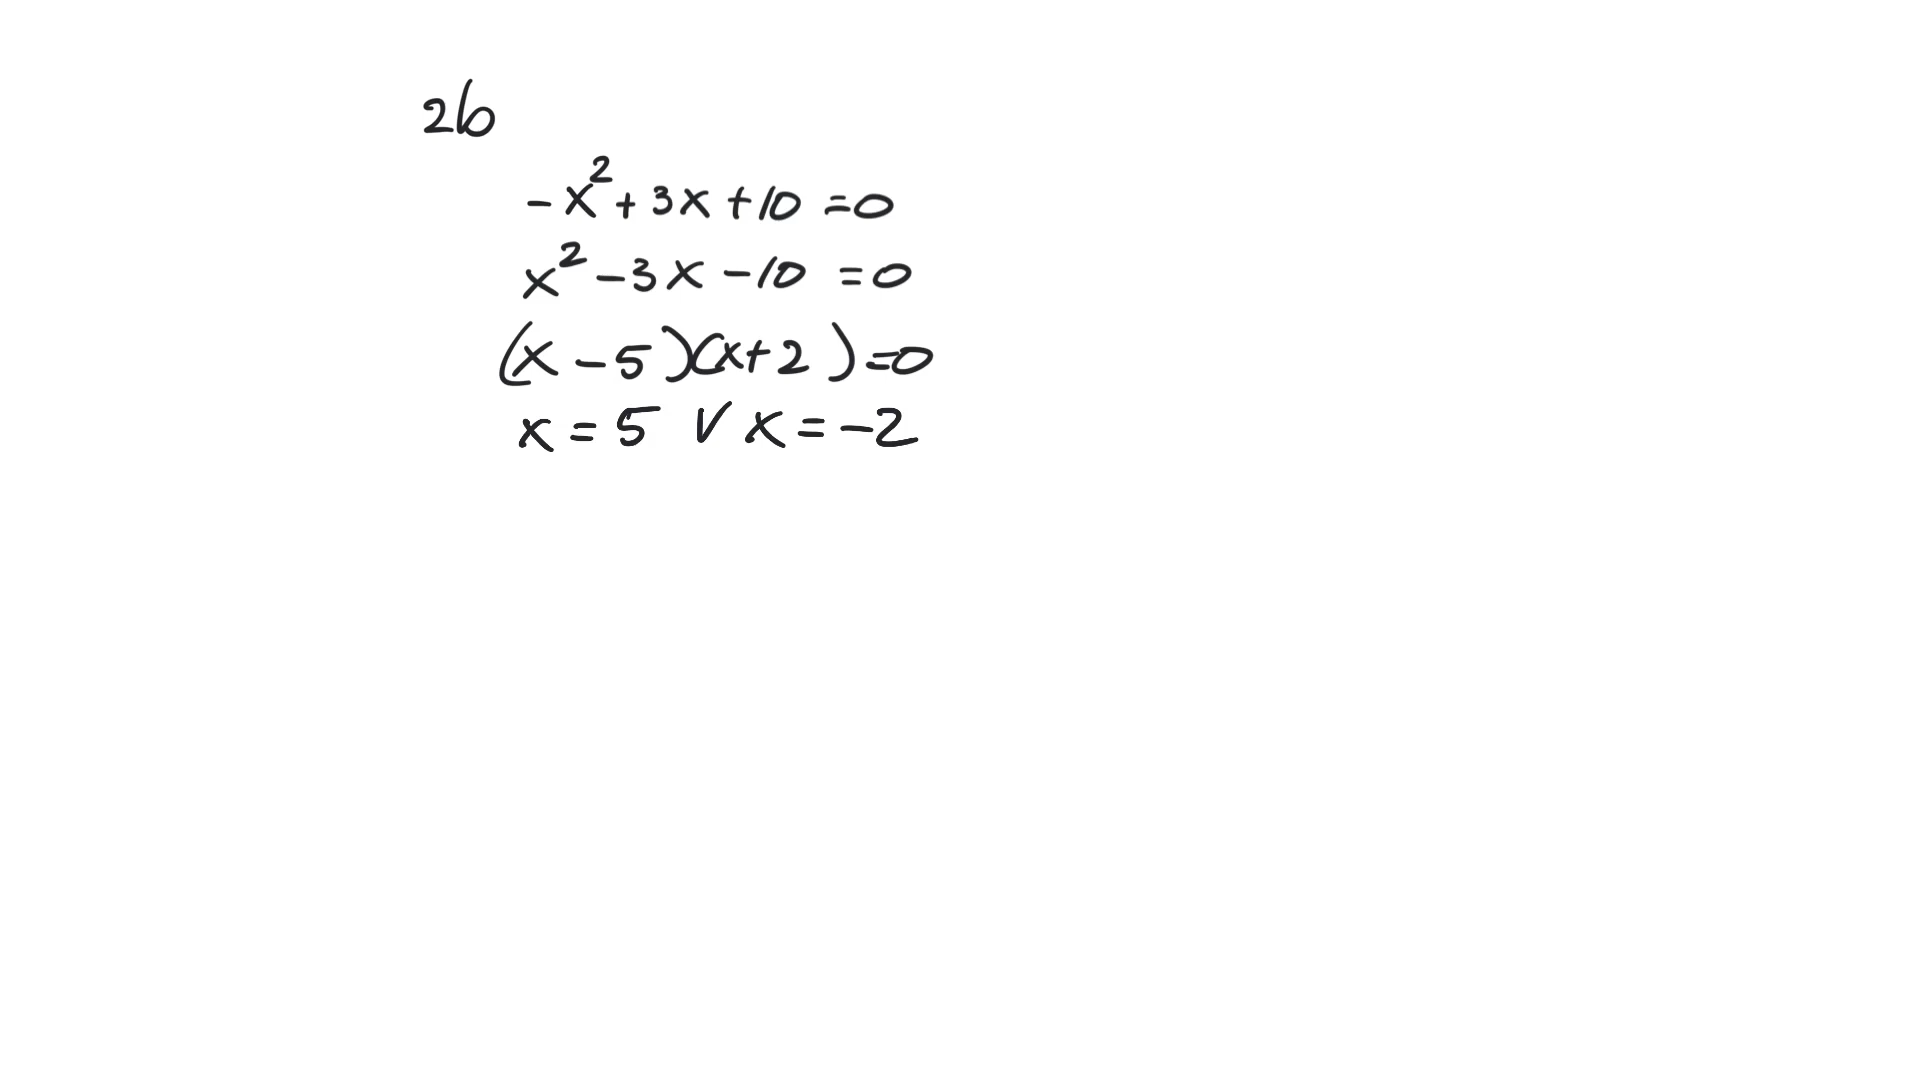 2b
-x²+3x+10=0
x²-3x-10=0
(x-5)(x+2)=0
x=5 V x=-2